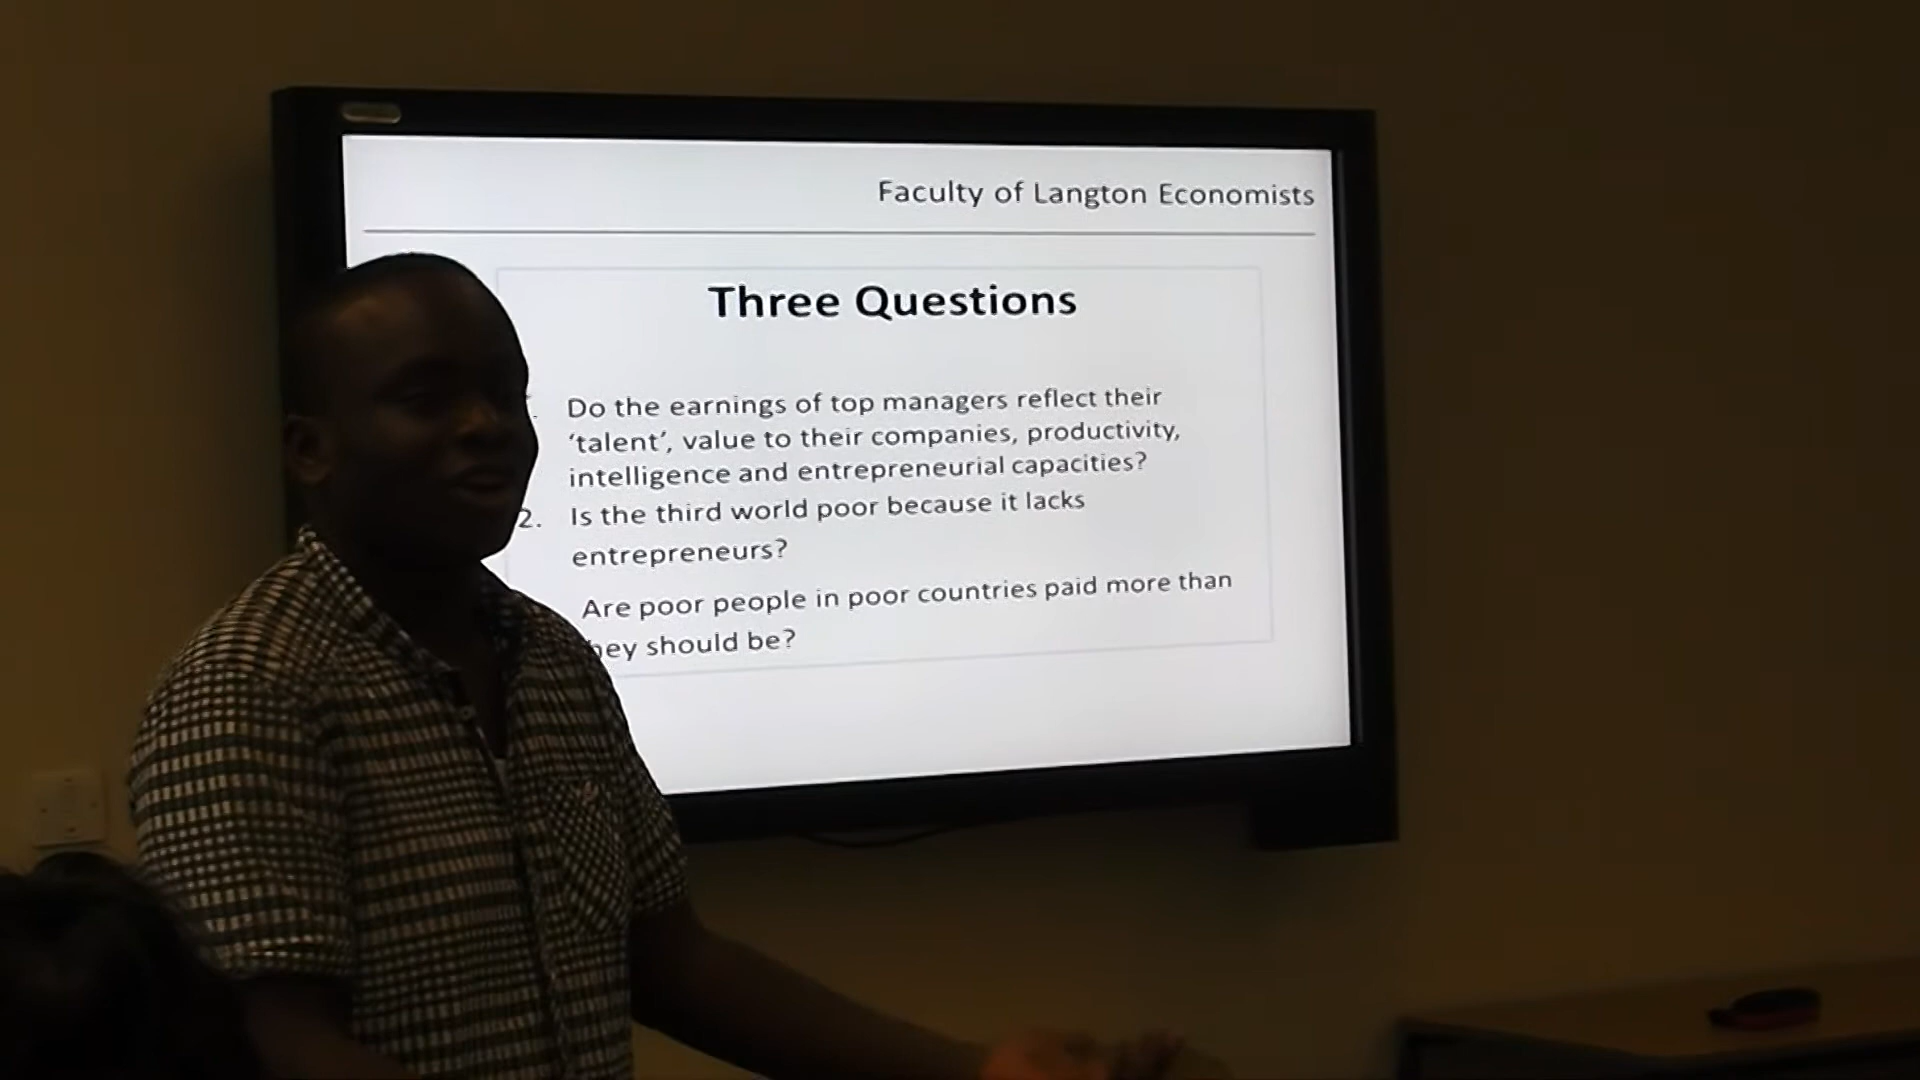 Faculty of Langton Economists
Three Questions
Do the earnings of top managers reflect their
‘talent’, value to their companies, productivity,
intelligence and entrepreneurial capacities?
2. Is the third world poor because it lacks
entrepreneurs?
Are poor people in poor countries paid more than
hey should be?